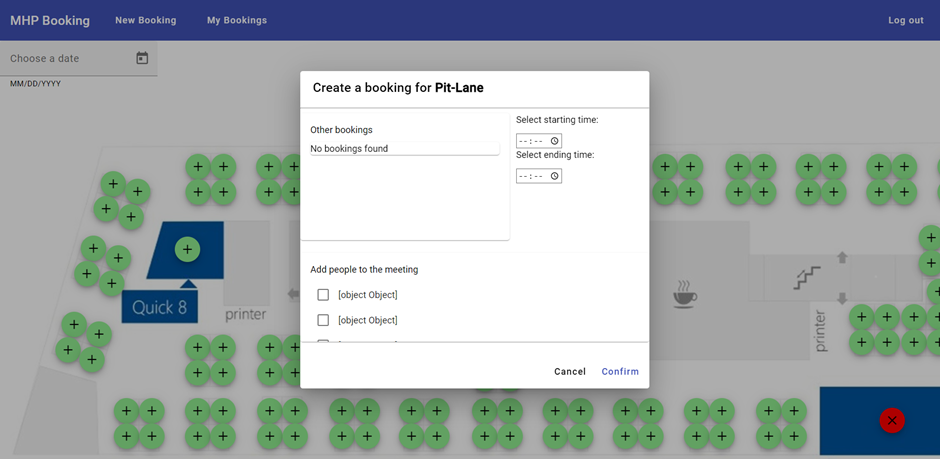 MHP Booking New Booking My Bookings Log out
Choose a date
MM/DD/YYYY
Create a booking for Pit-Lane
Other bookings
No bookings found
Select starting time:
--:--
Select ending time:
--:--
Add people to the meeting
[object Object]
[object Object]
Cancel Confirm
Quick 8
printer
printer